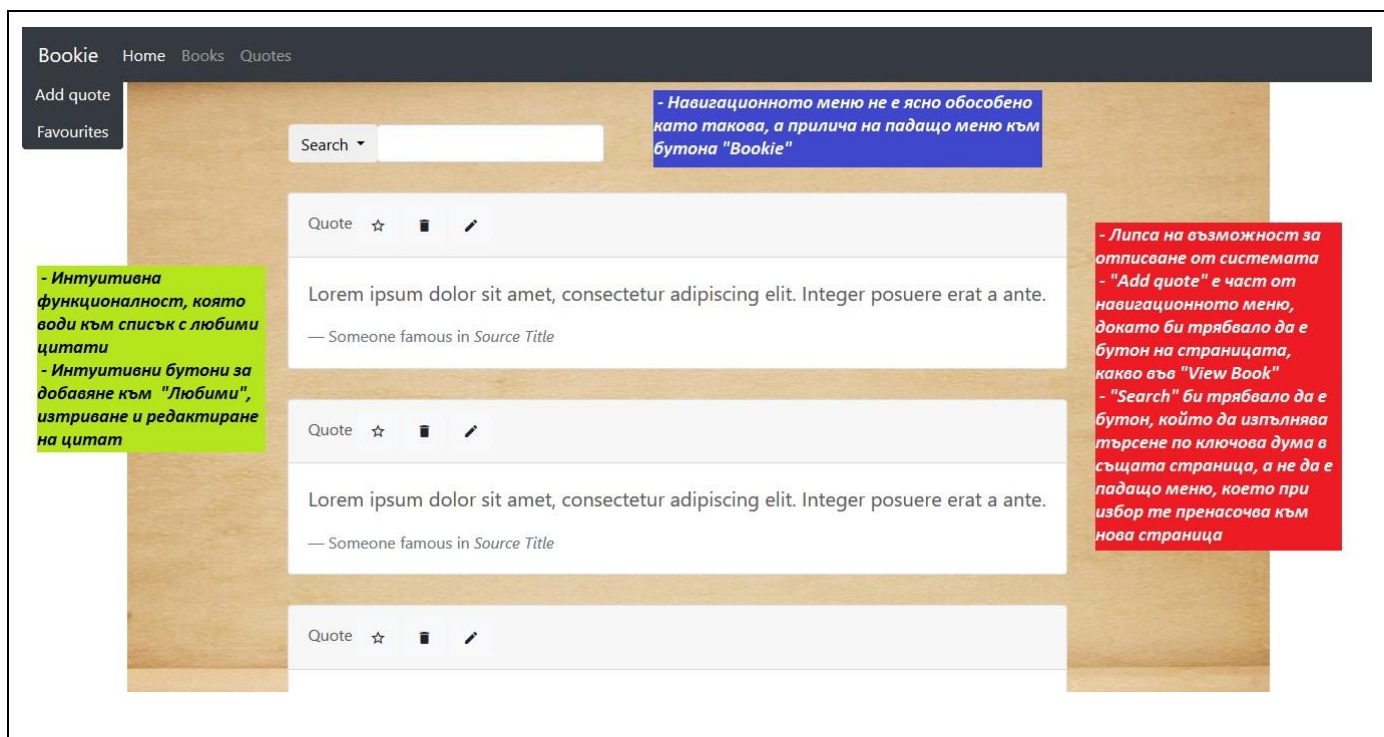 Bookie Home Books Quotes
Add quote
Favourites
Search
- Навигационното меню не е ясно обособено
като такова, а прилича на падащо меню към
бутона "Bookie"
Quote
Lorem ipsum dolor sit amet, consectetur adipiscing elit. Integer posuere erat a ante.
— Someone famous in Source Title
- Интуитивна
функционалност, която
води към списък с любими
цитати
- Интуитивни бутони за
добавяне към "Любими",
изтриване и редактиране
на цитат
- Липса на възможност за
отписване от системата
- "Add quote" е част от
навигационното меню,
докато би трябвало да е
бутон на страницата,
какво във "View Book"
- "Search" би трябвало да е
бутон, който да изпълнява
търсене по ключова дума в
същата страница, а не да е
падащо меню, което при
избор те пренасочва към
нова страница
Quote
Lorem ipsum dolor sit amet, consectetur adipiscing elit. Integer posuere erat a ante.
— Someone famous in Source Title
Quote